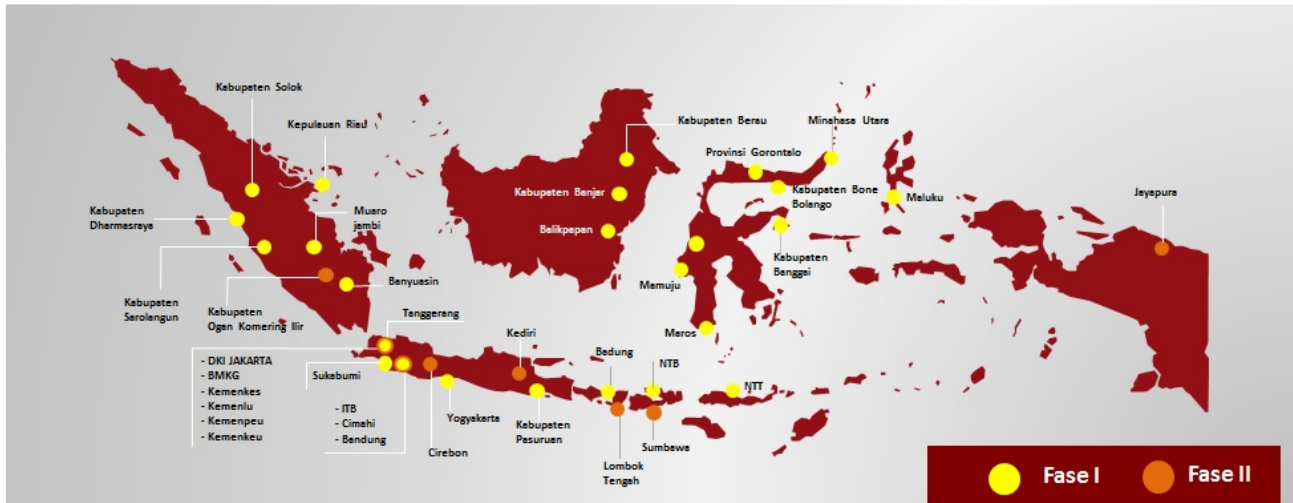 Kabupaten Solok
Kepulauan Riau
Kabupaten Berau
Minahasa Utara
Provinsi Gorontalo
Kabupaten Banjar
Kabupaten Bone
Bolango
Maluku
Jayapura
Kabupaten
Dharmasraya
Muaro
jambi
Balikpapan
Kabupaten
Banggai
Mamuju
Kabupaten
Sarolangun
Kabupaten
Ogan Komering Ilir
Banyuasin
Tanggerang
Maros
Kediri
Badung
NTB
NTT
- DKI JAKARTA
- BMKG
- Kemenkes
- Kemenlu
- Kemenpeu
- Kemenkeu
Sukabumi
- ITB
- Cimahi
- Bandung
Cirebon
Yogyakarta
Kabupaten
Pasuruan
Lombok
Tengah
Sumbawa
Fase I
Fase II